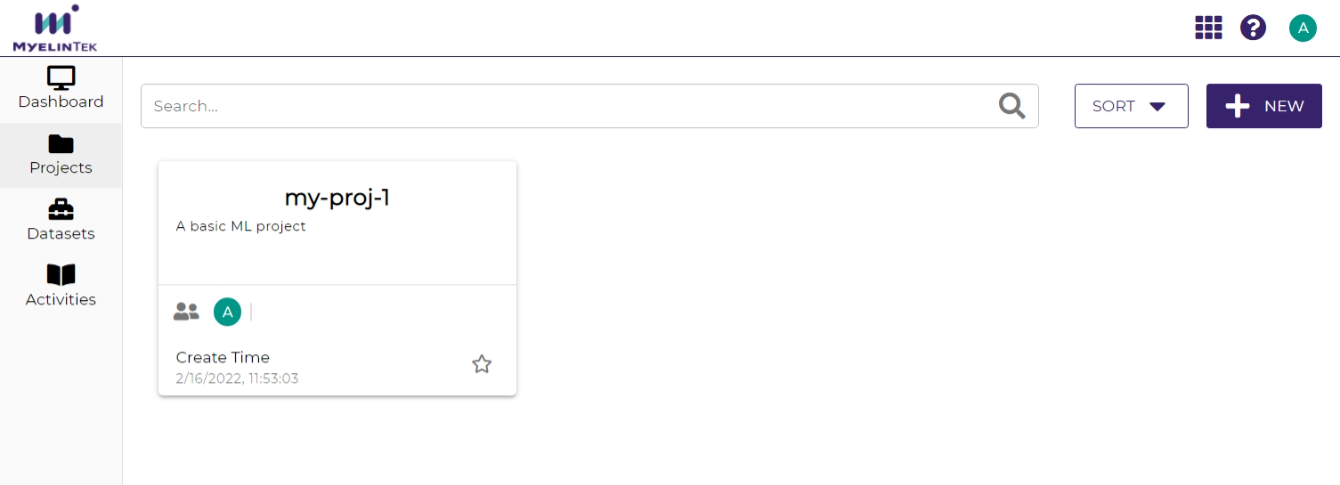 MYELINTEK
A
Dashboard
Projects
Datasets
Activities
Search...
SORT
NEW
my-proj-1
A basic ML project
A
Create Time
2/16/2022, 11:53:03